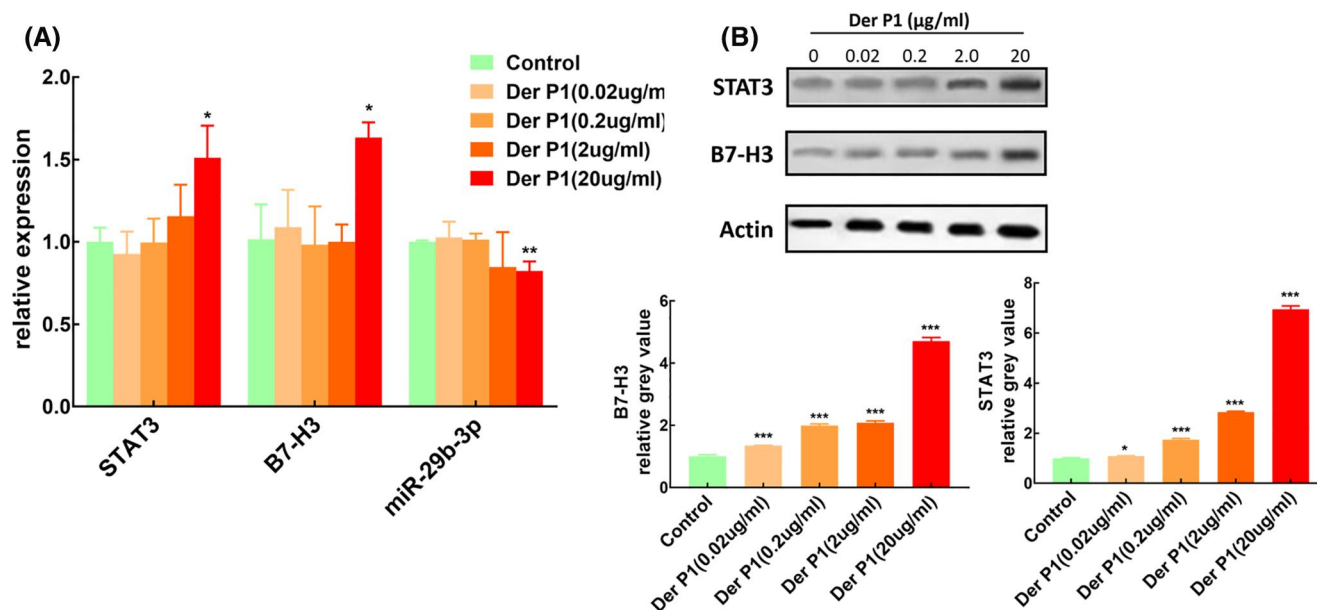 (A)
2.0
1.5
1.0
0.5
0.0
relative expression
Control
Der P1(0.02ug/m
Der P1(0.2ug/ml)
Der P1(2ug/ml)
Der P1(20ug/ml)
*
*
**
STAT3
B7-H3
miR-29b-3p
(B)
Der P1 (μg/ml)
0 0.02 0.2 2.0 20
STAT3
B7-H3
Actin
B7-H3
relative grey value
6
4
2
0
***
***
***
***
Control
Der P1(0.02ug/ml)
Der P1(0.2ug/ml)
Der P1(2ug/ml)
Der P1(20ug/ml)
STAT3
relative grey value
8
6
4
2
0
*
***
***
***
Control
Der P1(0.02ug/ml)
Der P1(0.2ug/ml)
Der P1(2ug/ml)
Der P1(20ug/ml)